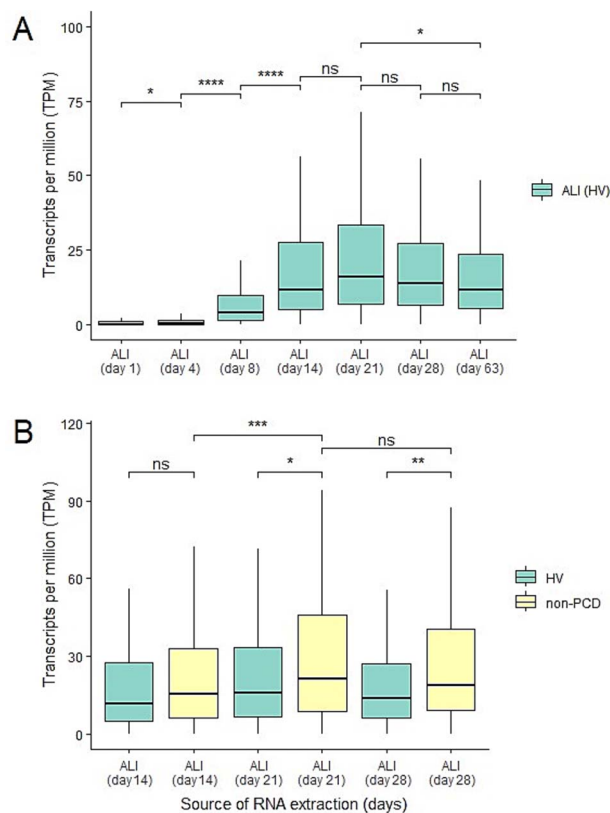 A
Transcripts per million (TPM)
100
75
50
25
0
*
****
****
ns
*
ns
ns
ALI (HV)
ALI ALI ALI ALI ALI ALI ALI
(day 1) (day 4) (day 8) (day14) (day 21) (day 28) (day 63)
B
Transcripts per million (TPM)
120
90
60
30
0
ns
***
*
ns
**
HV
non-PCD
ALI ALI ALI ALI ALI ALI
(day14) (day14) (day 21) (day 21) (day 28) (day 28)
Source of RNA extraction (days)